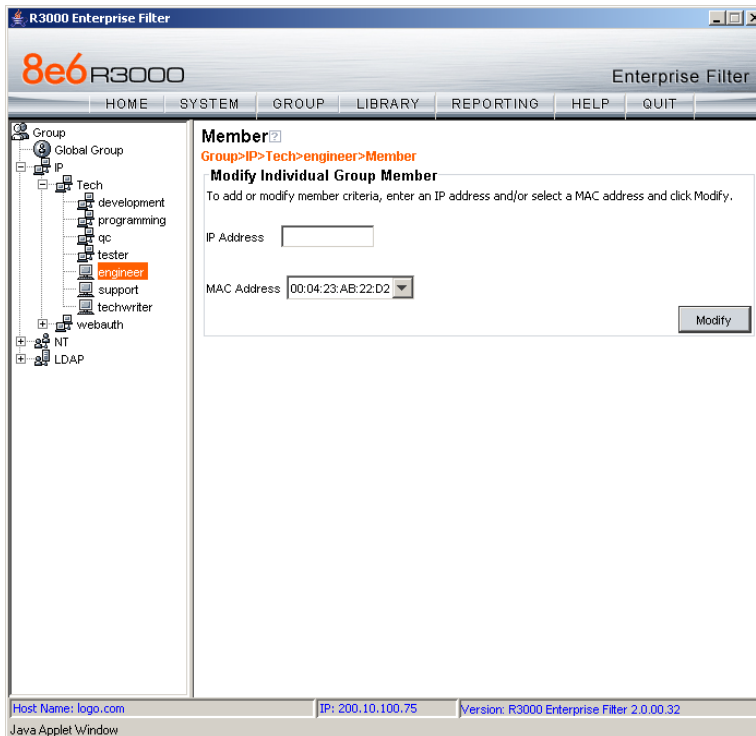 R3000 Enterprise Filter
8e6 R3000
Enterprise Filter
HOME SYSTEM GROUP LIBRARY REPORTING HELP QUIT
Group
Global Group
IP
Tech
development
programming
qc
tester
engineer
support
techwriter
webauth
NT
LDAP
Member?
Group>IP>Tech>engineer>Member
Modify Individual Group Member
To add or modify member criteria, enter an IP address and/or select a MAC address and click Modify.
IP Address
MAC Address 00:04:23:AB:22:D2
Modify
Host Name: logo.com IP: 200.10.100.75 Version: R3000 Enterprise Filter 2.0.00.32
Java Applet Window